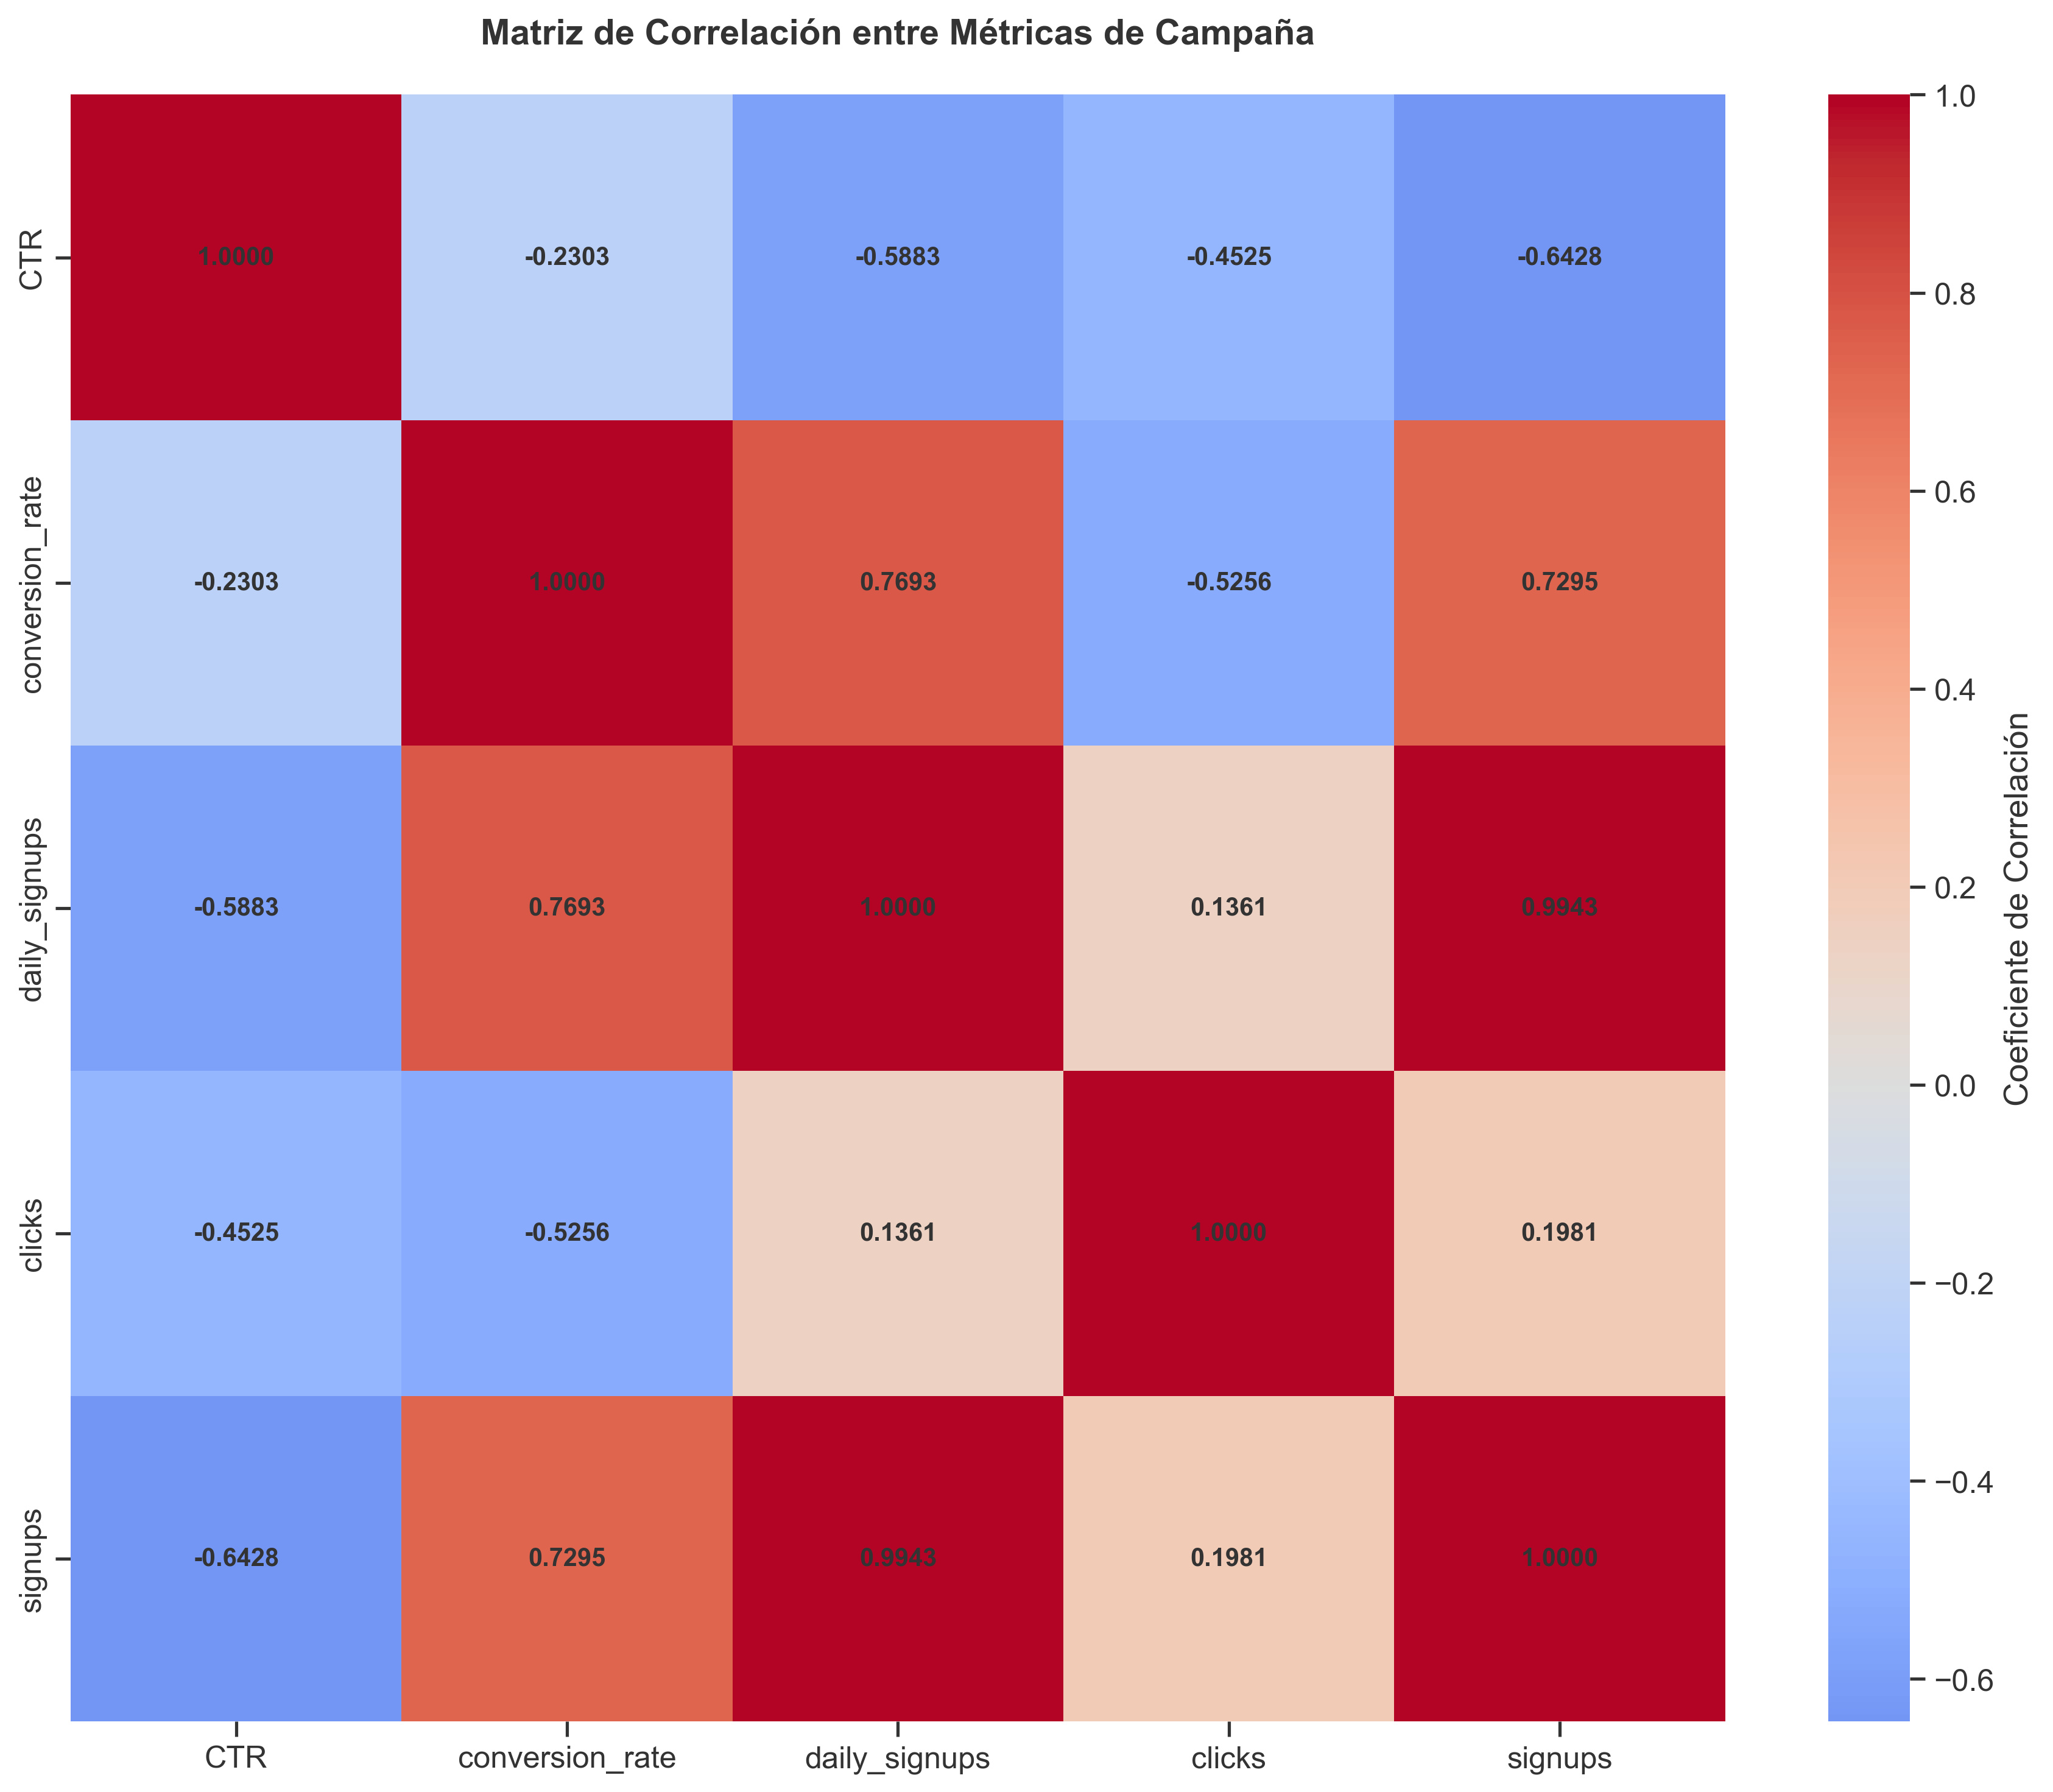 Matriz de Correlación entre Métricas de Campaña
CTR
1.0000
-0.2303
-0.5883
-0.4525
-0.6428
conversion_rate
-0.2303
1.0000
0.7693
-0.5256
0.7295
daily_signups
-0.5883
0.7693
1.0000
0.1361
0.9943
clicks
-0.4525
-0.5256
0.1361
1.0000
0.1981
signups
-0.6428
0.7295
0.9943
0.1981
1.0000
CTR
conversion_rate
daily_signups
clicks
signups
1.0
0.8
0.6
0.4
0.2
0.0
−0.2
−0.4
−0.6
Coeficiente de Correlación